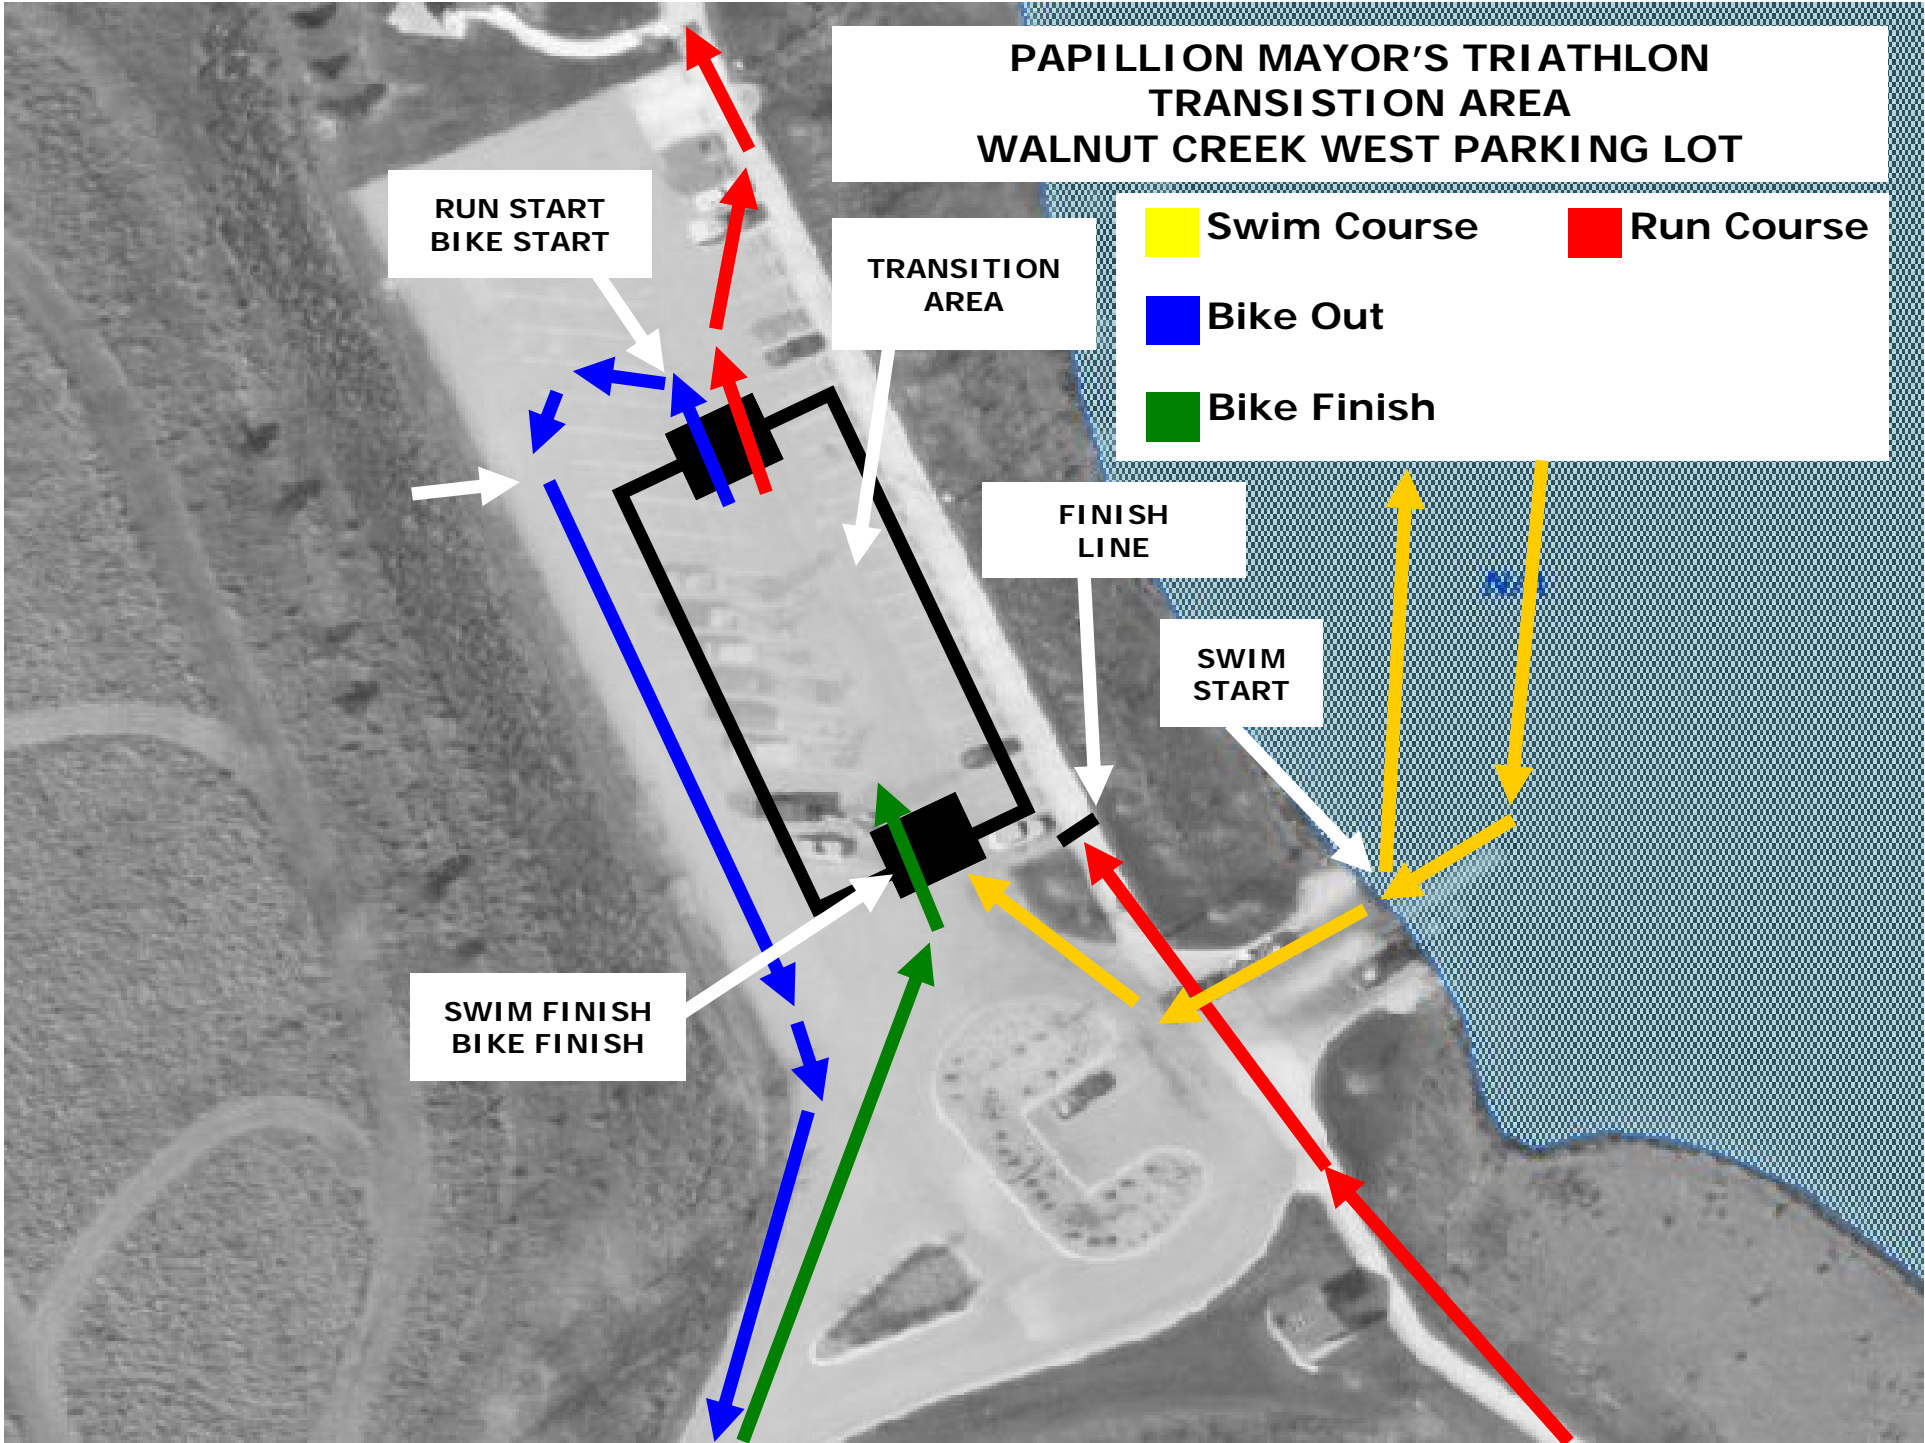 PAPILLION MAYOR'S TRIATHLON
TRANSISTION AREA
WALNUT CREEK WEST PARKING LOT
Swim Course
Run Course
Bike Out
Bike Finish
RUN START
BIKE START
TRANSITION
AREA
FINISH
LINE
SWIM
START
SWIM FINISH
BIKE FINISH